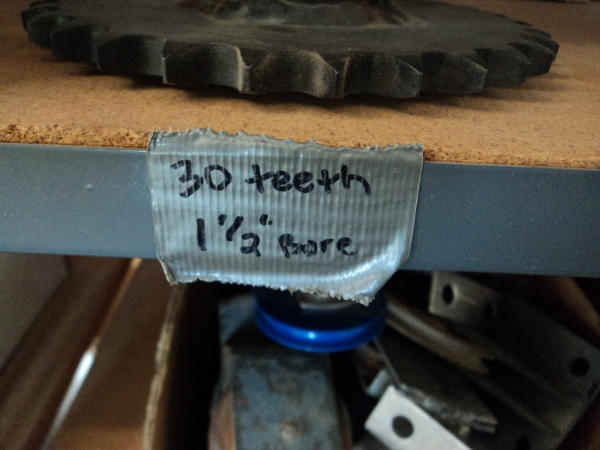 30 teeth
1 1/2" Bore